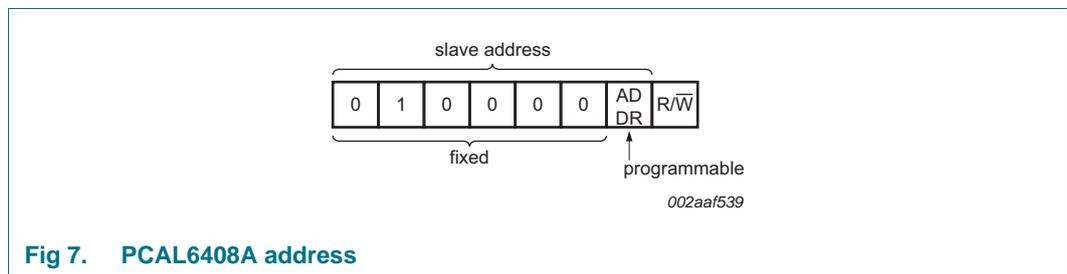 slave address
0 1 0 0 0 0 AD DR R/W̅
fixed
programmable
002aaf539
Fig 7. PCAL6408A address